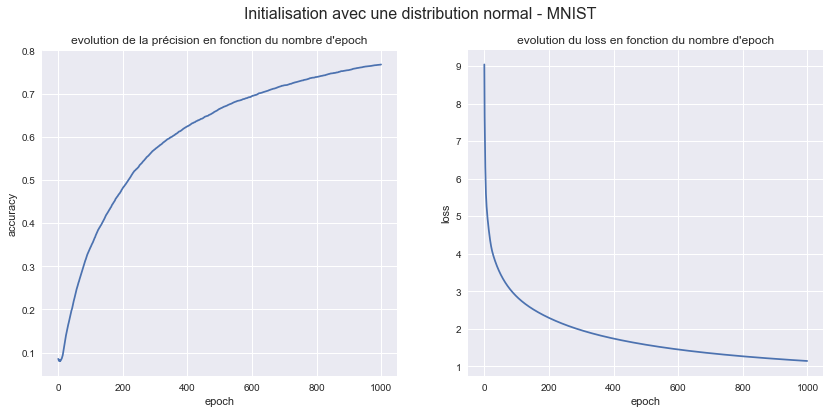 Initialisation avec une distribution normal - MNIST
evolution de la précision en fonction du nombre d'epoch
0.8
0.7
0.6
0.5
0.4
0.3
0.2
0.1
accuracy
0 200 400 600 800 1000
epoch
evolution du loss en fonction du nombre d'epoch
9
8
7
6
5
4
3
2
1
loss
0 200 400 600 800 1000
epoch